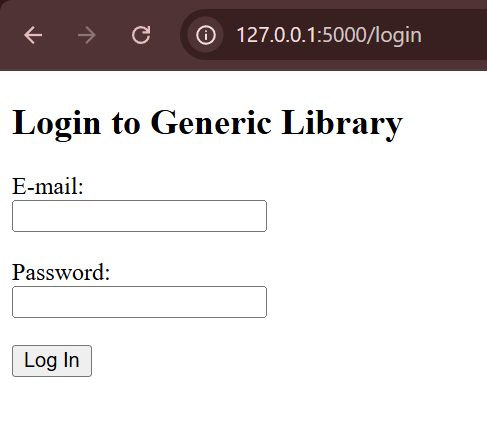 127.0.0.1:5000/login
Login to Generic Library
E-mail:
Password:
Log In